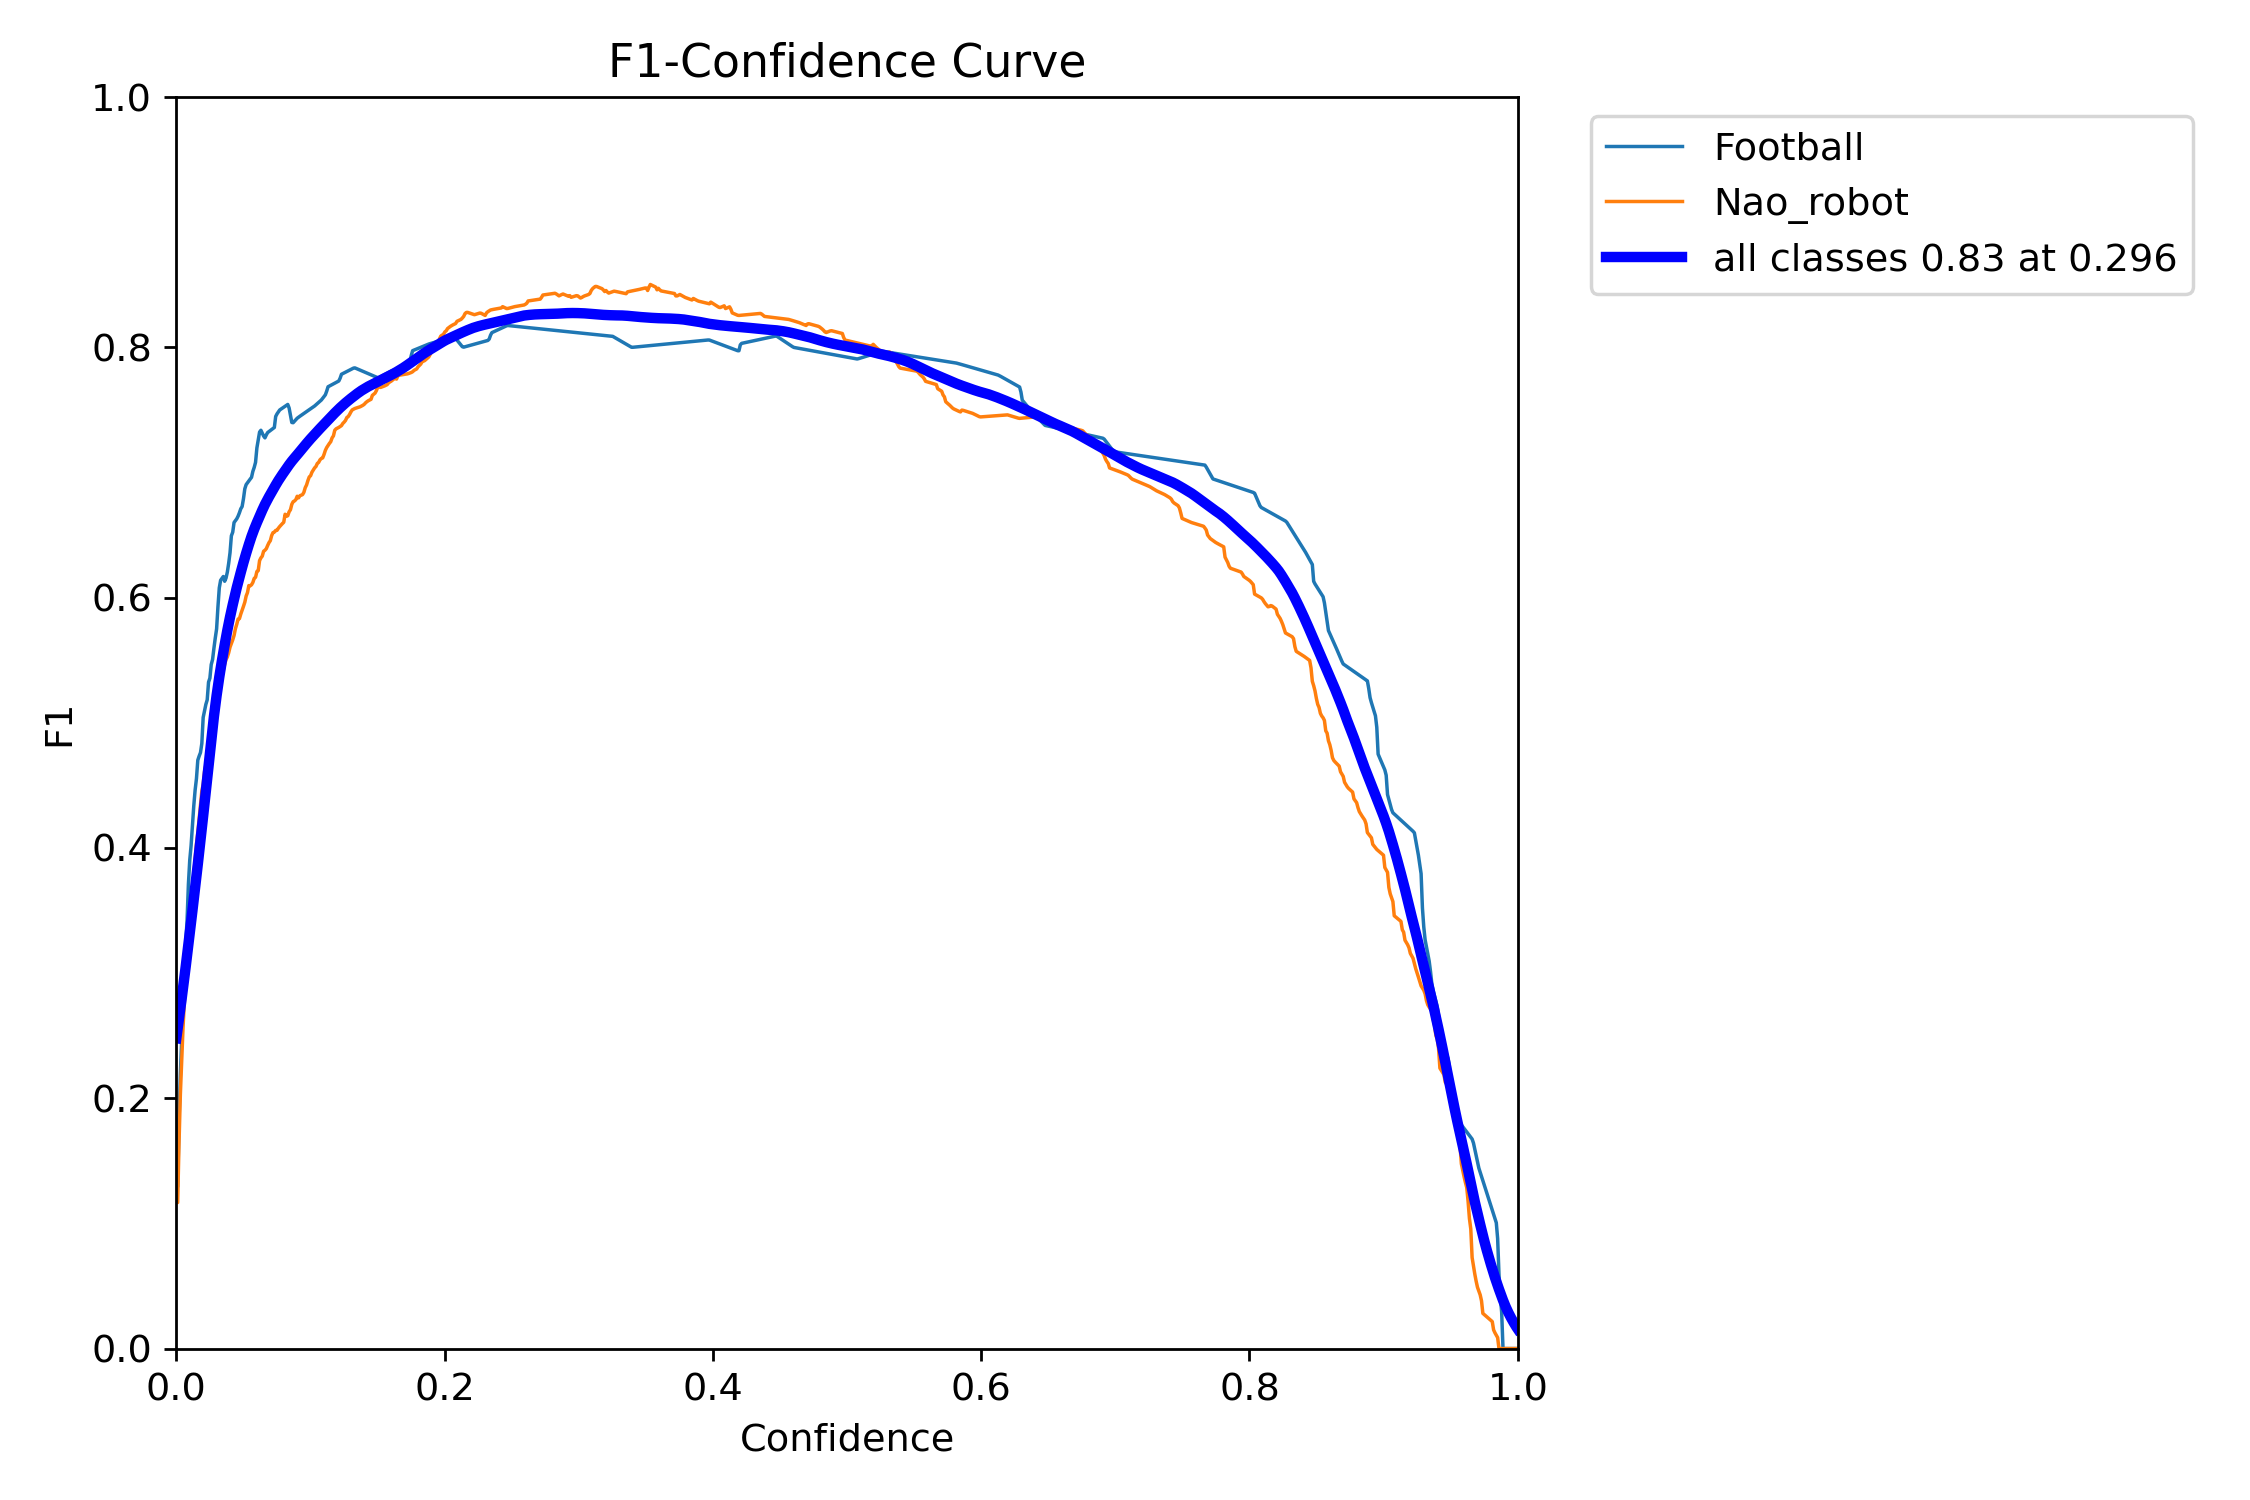 F1-Confidence Curve
Football
Nao_robot
all classes 0.83 at 0.296
1.0
0.8
0.6
0.4
0.2
0.0
F1
0.0 0.2 0.4 0.6 0.8 1.0
Confidence